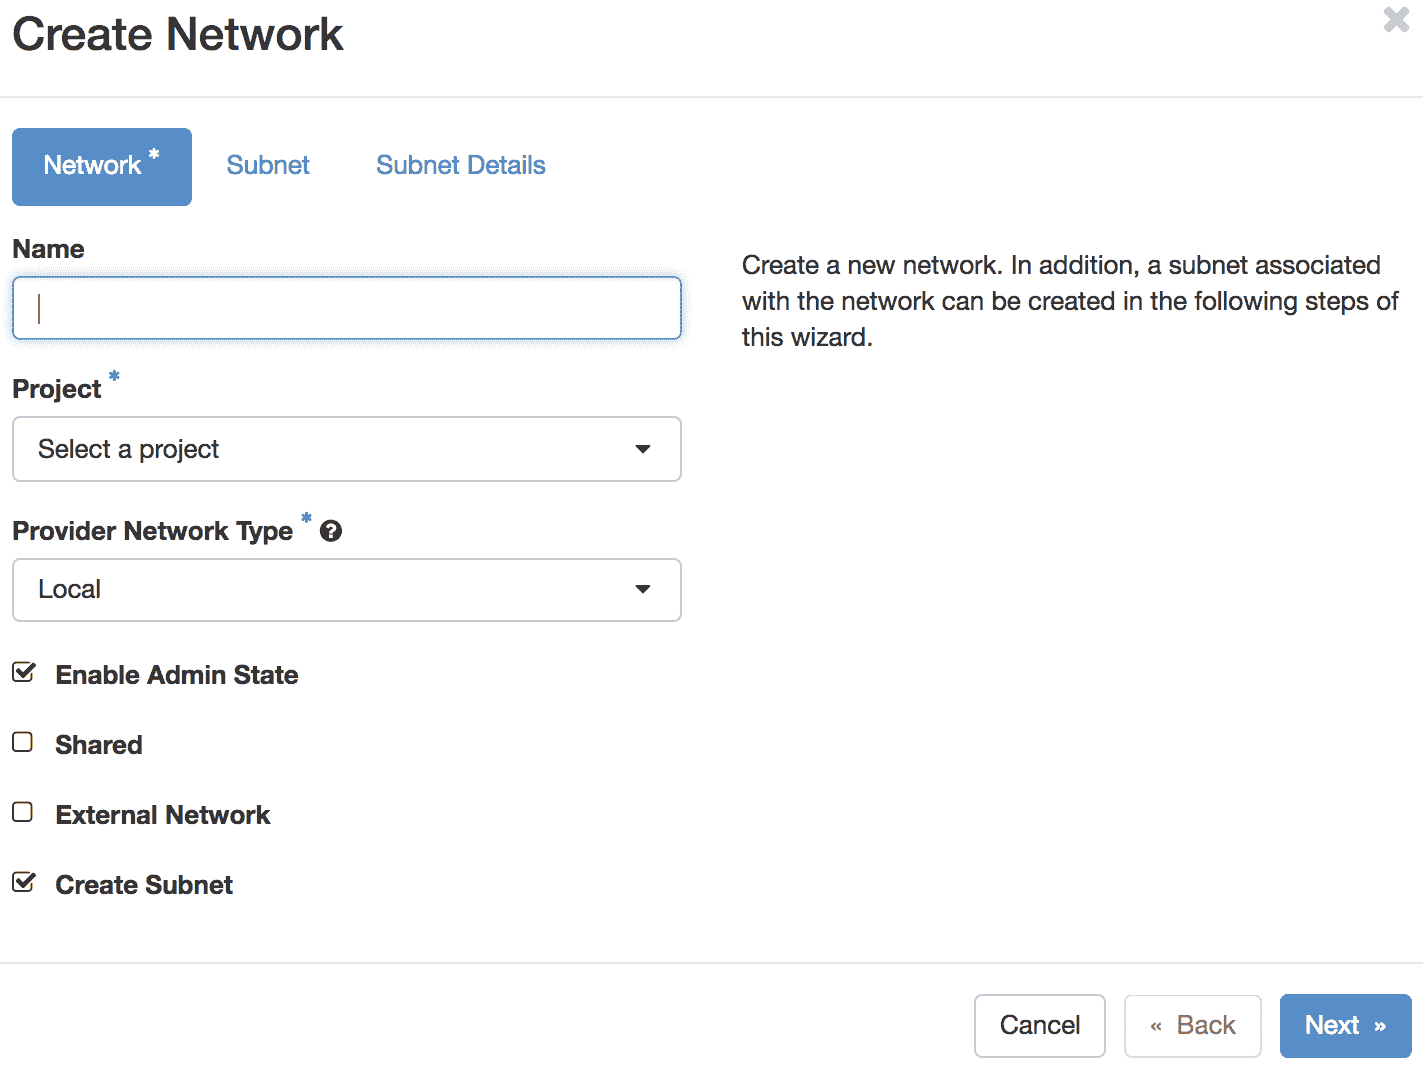 Create Network
Network *
Subnet
Subnet Details
Name
Create a new network. In addition, a subnet associated
with the network can be created in the following steps of
this wizard.
Project *
Select a project
Provider Network Type * ?
Local
Enable Admin State
Shared
External Network
Create Subnet
Cancel
« Back
Next »